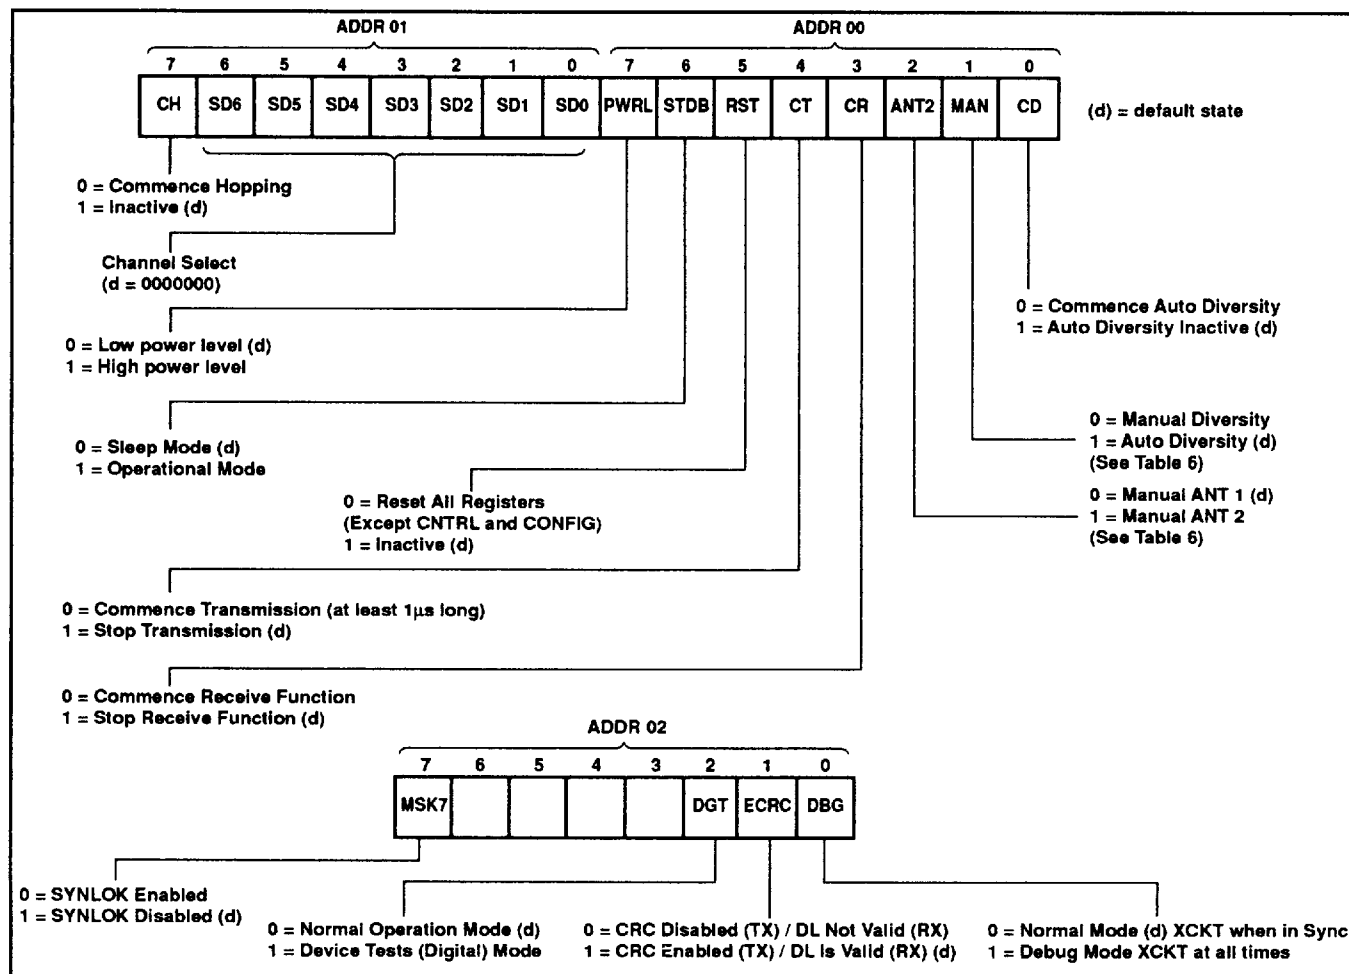 ADDR 01 ADDR 00
7 6 5 4 3 2 1 0 7 6 5 4 3 2 1 0
CH SD6 SD5 SD4 SD3 SD2 SD1 SD0 PWRL STDB RST CT CR ANT2 MAN CD
(d) = default state
0 = Commence Hopping
1 = Inactive (d)
Channel Select
(d = 0000000)
0 = Low power level (d)
1 = High power level
0 = Sleep Mode (d)
1 = Operational Mode
0 = Reset All Registers
(Except CNTRL and CONFIG)
1 = Inactive (d)
0 = Commence Transmission (at least 1µs long)
1 = Stop Transmission (d)
0 = Commence Receive Function
1 = Stop Receive Function (d)
0 = Commence Auto Diversity
1 = Auto Diversity Inactive (d)
0 = Manual Diversity
1 = Auto Diversity (d)
(See Table 6)
0 = Manual ANT 1 (d)
1 = Manual ANT 2
(See Table 6)
ADDR 02
7 6 5 4 3 2 1 0
MSK7 DGT ECRC DBG
0 = SYNLOK Enabled
1 = SYNLOK Disabled (d)
0 = Normal Operation Mode (d)
1 = Device Tests (Digital) Mode
0 = CRC Disabled (TX) / DL Not Valid (RX)
1 = CRC Enabled (TX) / DL Is Valid (RX) (d)
0 = Normal Mode (d) XCKT when in Sync
1 = Debug Mode XCKT at all times